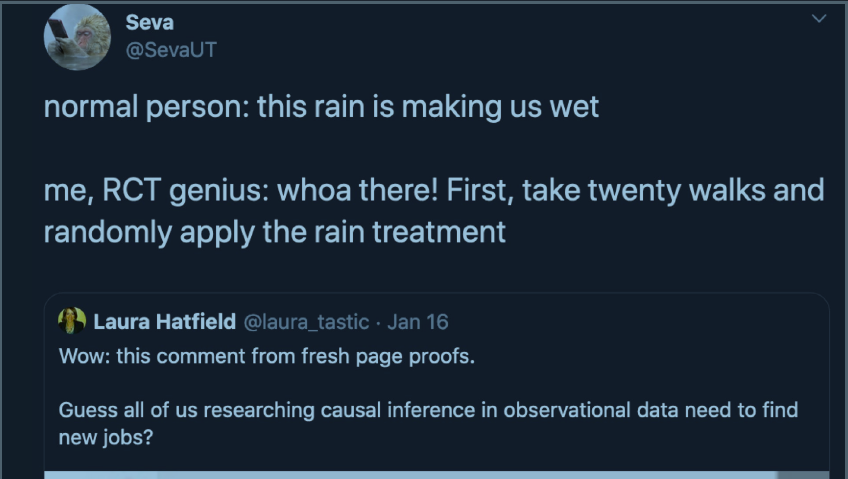 Seva
@SevaUT
normal person: this rain is making us wet
me, RCT genius: whoa there! First, take twenty walks and
randomly apply the rain treatment
Laura Hatfield @laura_tastic · Jan 16
Wow: this comment from fresh page proofs.
Guess all of us researching causal inference in observational data need to find
new jobs?